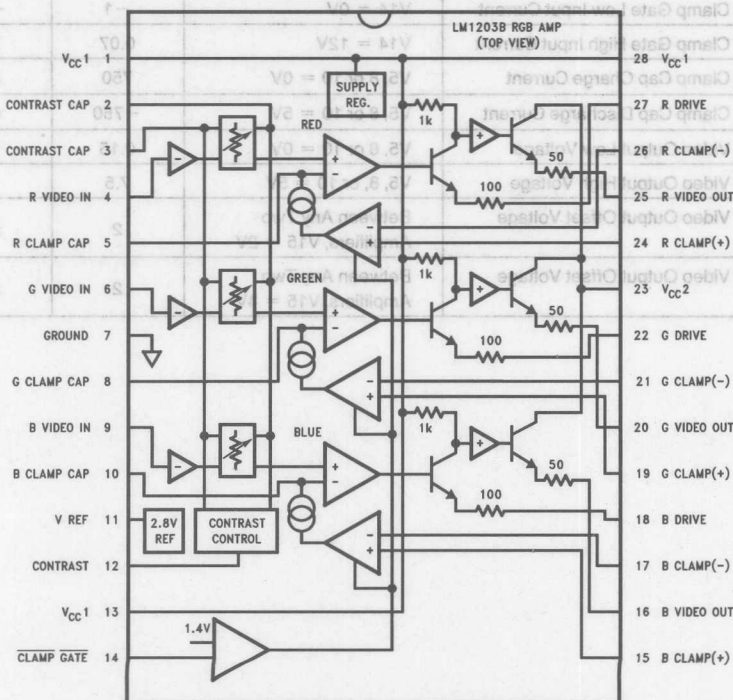 LM1203B RGB AMP
(TOP VIEW)
VCC1 1
CONTRAST CAP 2
CONTRAST CAP 3
R VIDEO IN 4
R CLAMP CAP 5
G VIDEO IN 6
GROUND 7
G CLAMP CAP 8
B VIDEO IN 9
B CLAMP CAP 10
V REF 11
CONTRAST 12
VCC1 13
CLAMP GATE 14
28 VCC1
27 R DRIVE
26 R CLAMP(-)
25 R VIDEO OUT
24 R CLAMP(+)
23 VCC2
22 G DRIVE
21 G CLAMP(-)
20 G VIDEO OUT
19 G CLAMP(+)
18 B DRIVE
17 B CLAMP(-)
16 B VIDEO OUT
15 B CLAMP(+)
SUPPLY
REG.
RED
1k
50
100
+
-
-
-
+
GREEN
1k
50
100
+
-
-
-
+
BLUE
1k
50
100
+
-
-
-
+
2.8V
REF
CONTRAST
CONTROL
1.4V